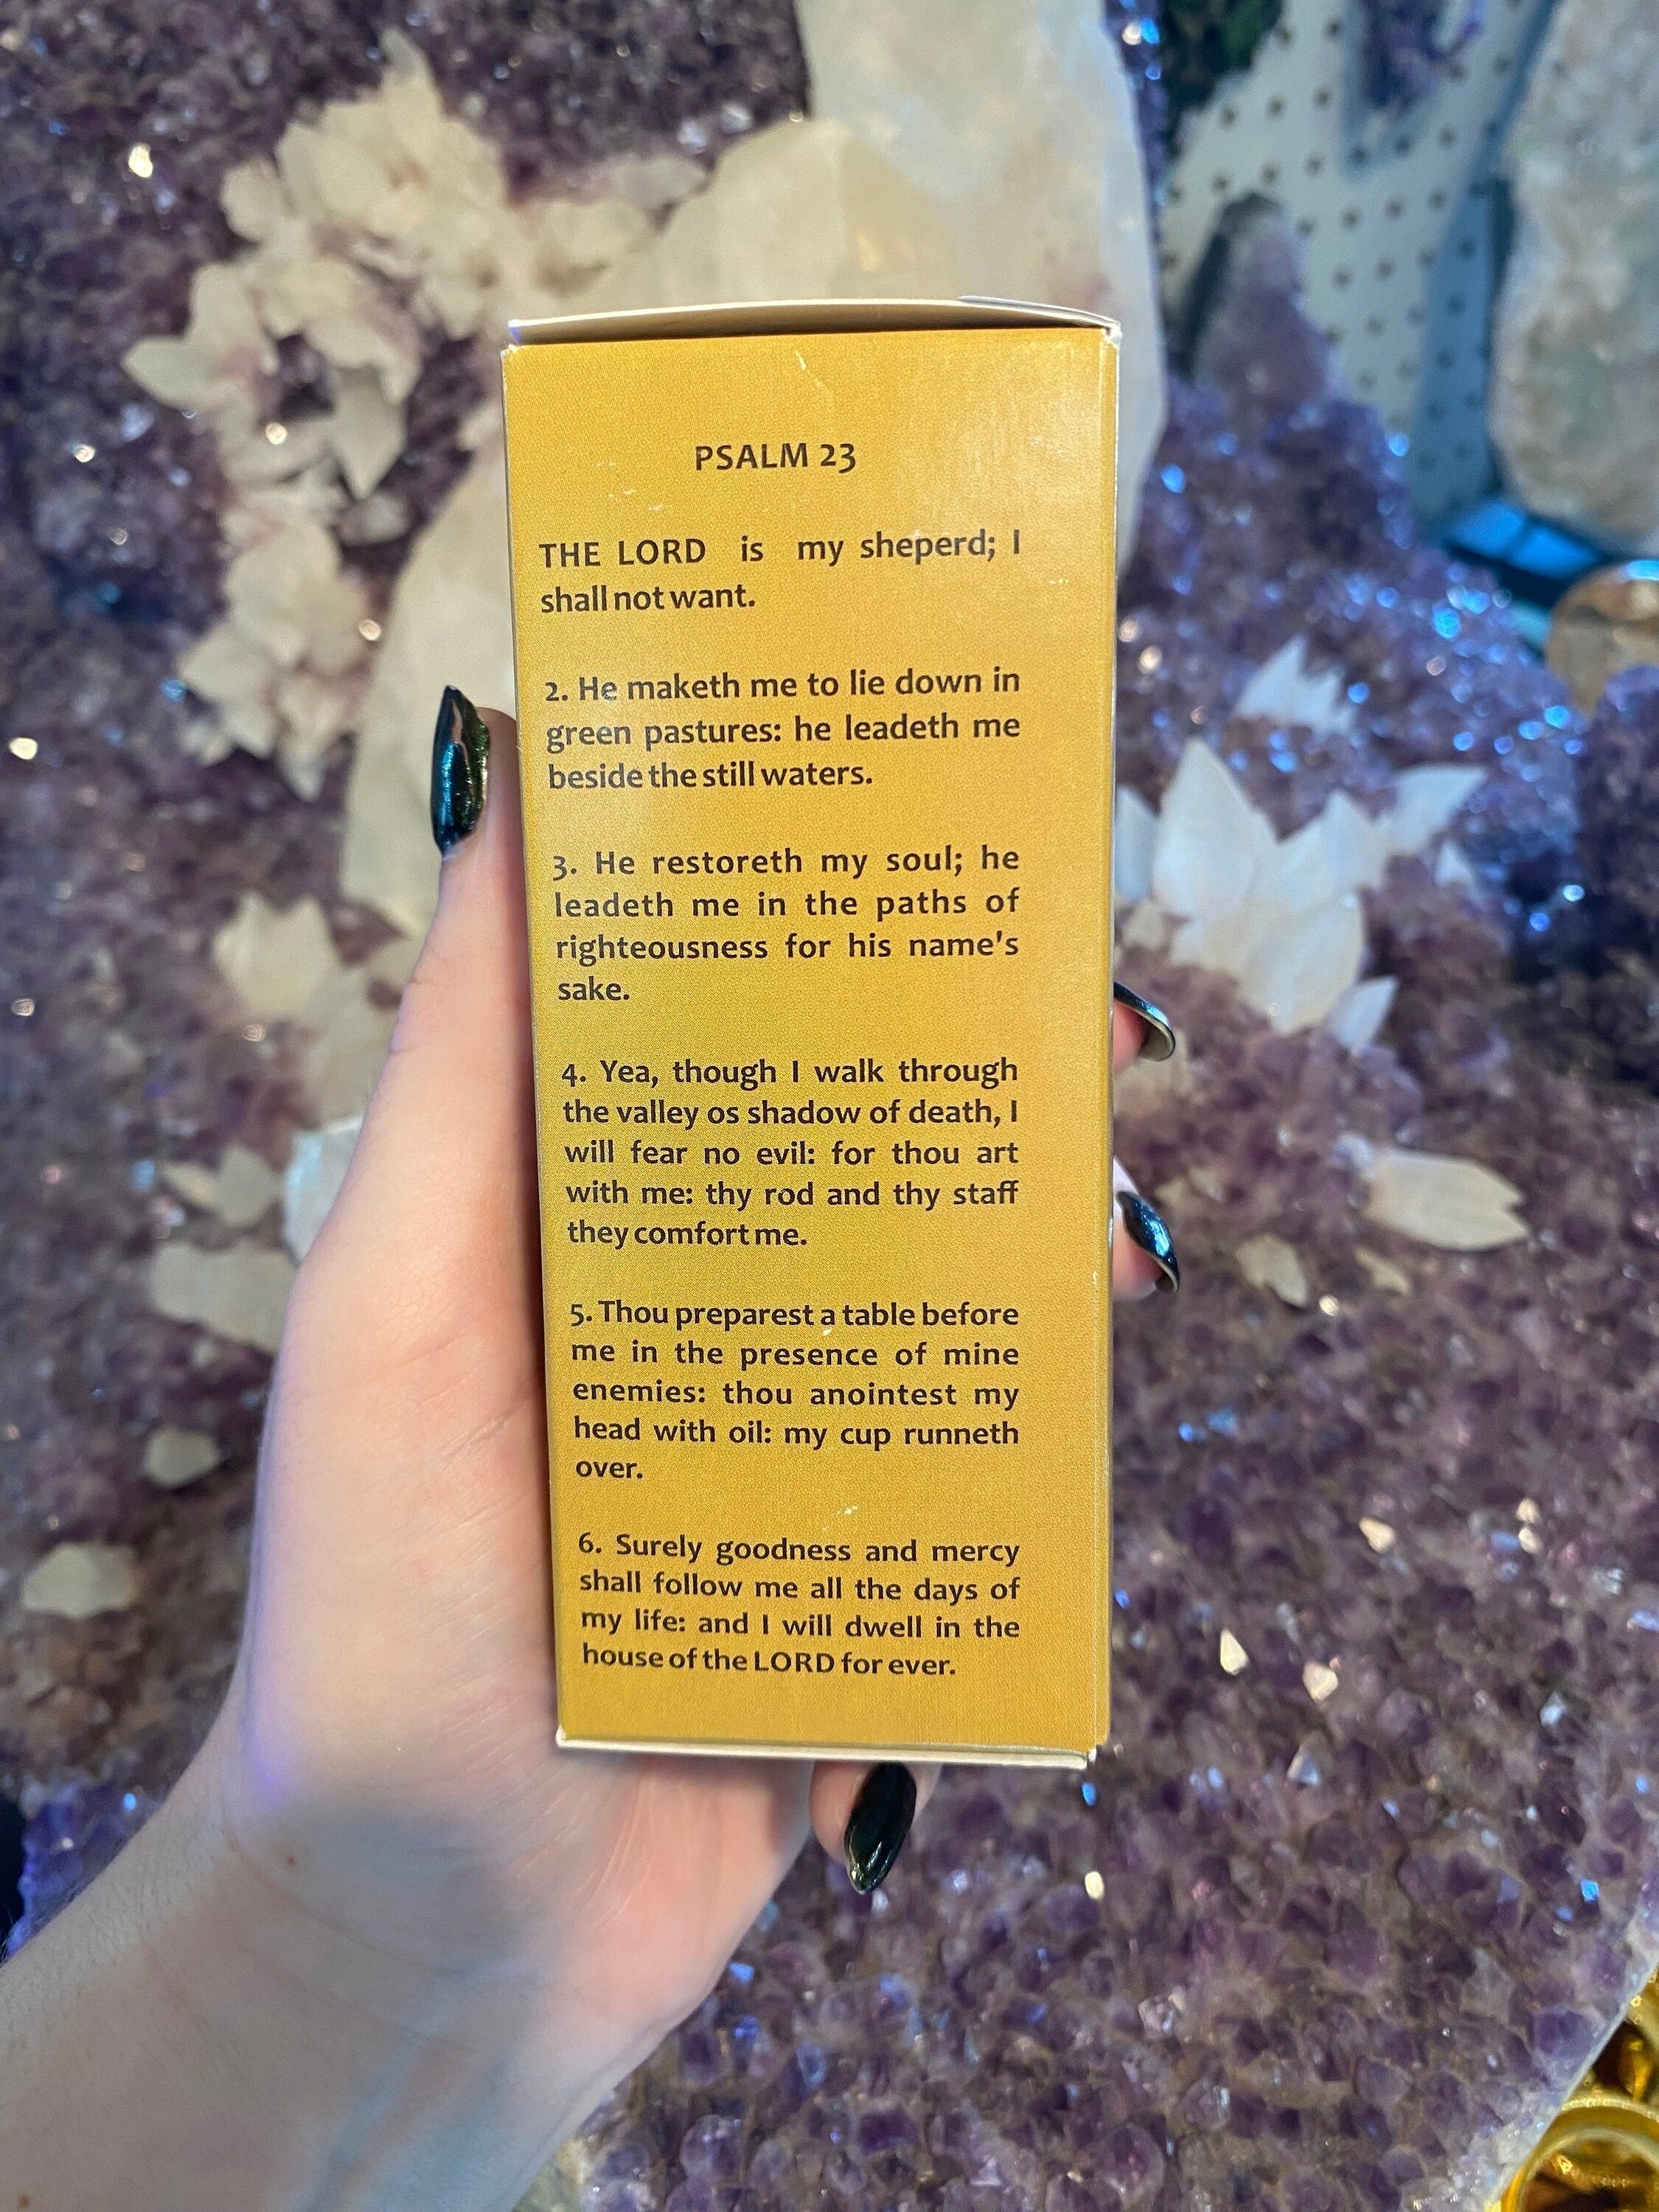 PSALM 23
THE LORD is my sheperd; I
shall not want.
2. He maketh me to lie down in
green pastures: he leadeth me
beside the still waters.
3. He restoreth my soul; he
leadeth me in the paths of
righteousness for his name's
sake.
4. Yea, though I walk through
the valley os shadow of death, I
will fear no evil: for thou art
with me: thy rod and thy staff
they comfort me.
5. Thou preparest a table before
me in the presence of mine
enemies: thou anointest my
head with oil: my cup runneth
over.
6. Surely goodness and mercy
shall follow me all the days of
my life: and I will dwell in the
house of the LORD for ever.